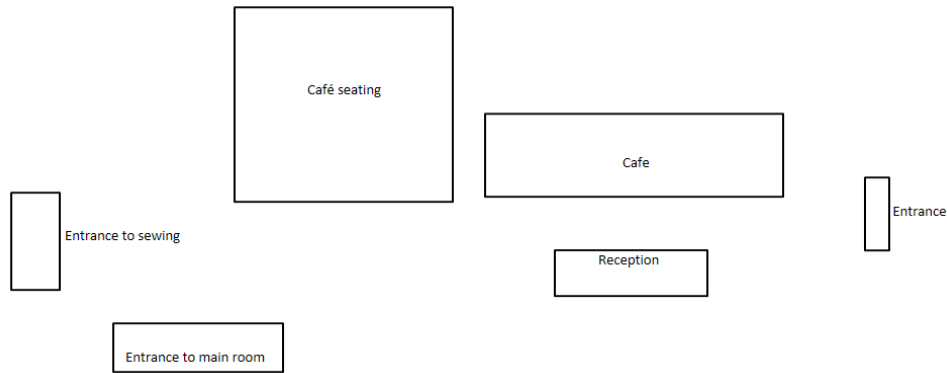 Café seating
Cafe
Entrance
Entrance to sewing
Reception
Entrance to main room